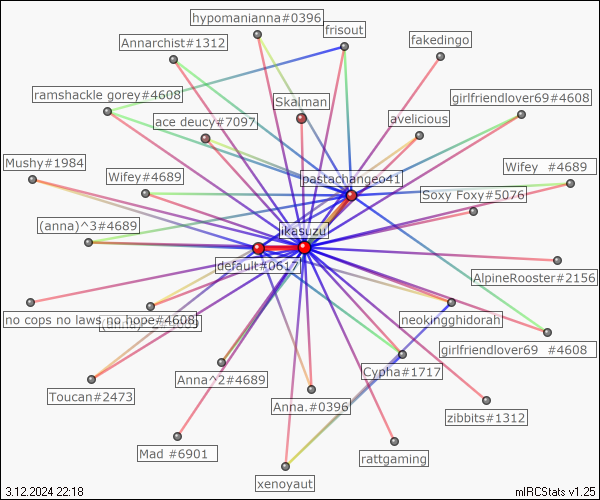 hypomanianna#0396
frisout
Annarchist#1312
fakedingo
ramshackle gorey#4608
Skalman
girlfriendlover69#4608
ace deucy#7097
avelicious
Mushy#1984
Wifey #4689
Wifey#4689
pastachangeo41
Soxy Foxy#5076
(anna)^3#4689
ikasuzu
default#0617
AlpineRooster#2156
no cops no laws no hope#4608
neokingghidorah
girlfriendlover69 #4608
Cypha#1717
Anna^2#4689
Toucan#2473
Anna.#0396
zibbits#1312
Mad #6901
rattgaming
xenoyaut
3.12.2024 22:18
mIRCStats v1.25